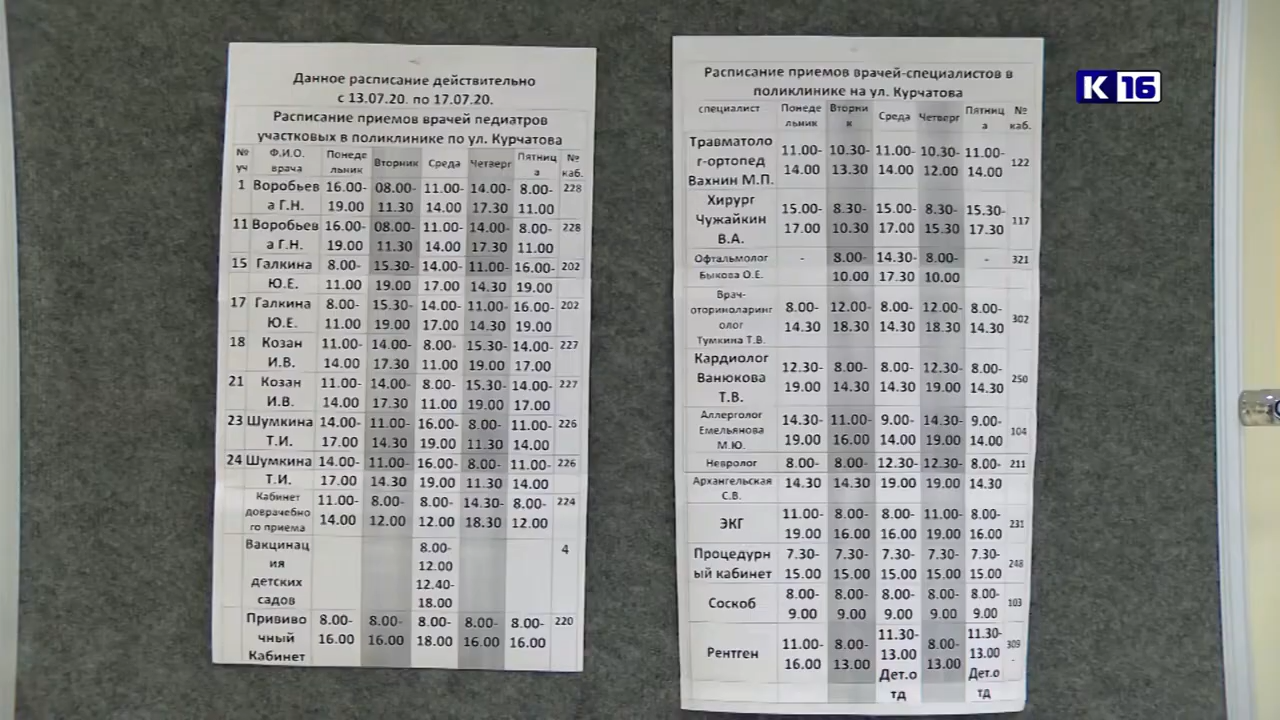 Данное расписание действительно
с 13.07.20. по 17.07.20.
Расписание приемов врачей педиатров
участковых в поликлинике по ул. Курчатова
№ Ф.И.О. Понеде Вторник Среда Четверг Пятниц №
уч врача льник а каб.
1 Воробьев 16.00- 08.00- 11.00- 14.00- 8.00- 228
а Г.Н. 19.00 11.30 14.00 17.30 11.00
11 Воробьев 16.00- 08.00- 11.00- 14.00- 8.00- 228
а Г.Н. 19.00 11.30 14.00 17.30 11.00
15 Галкина 8.00- 15.30- 14.00- 11.00- 16.00- 202
Ю.Е. 11.00 19.00 17.00 14.30 19.00
17 Галкина 8.00- 15.30- 14.00- 11.00- 16.00- 202
Ю.Е. 11.00 19.00 17.00 14.30 19.00
18 Козан 11.00- 14.00- 8.00- 15.30- 14.00- 227
И.В. 14.00 17.30 11.00 19.00 17.00
21 Козан 11.00- 14.00- 8.00- 15.30- 14.00- 227
И.В. 14.00 17.30 11.00 19.00 17.00
23 Шумкина 14.00- 11.00- 16.00- 8.00- 11.00- 226
Т.И. 17.00 14.30 19.00 11.30 14.00
24 Шумкина 14.00- 11.00- 16.00- 8.00- 11.00- 226
Т.И. 17.00 14.30 19.00 11.30 14.00
Кабинет 11.00- 8.00- 8.00- 14.30- 8.00- 224
доврачебно
го приема 14.00 12.00 12.00 18.30 12.00
Вакцинац 8.00- 4
ия 12.00
детских 12.40-
садов 18.00
Прививо 8.00- 8.00- 8.00- 8.00- 8.00- 220
чный 16.00 16.00 18.00 16.00 16.00
Кабинет
Расписание приемов врачей-специалистов в
поликлинике на ул. Курчатова
специалист Понеде Вторни Среда Четверг Пятниц №
льник к а каб.
Травматоло 11.00- 10.30- 11.00- 10.30- 11.00- 122
г-ортопед 14.00 13.30 14.00 12.00 14.00
Вахнин М.П.
Хирург 15.00- 8.30- 15.00- 8.30- 15.30- 117
Чужайкин 17.00 10.30 17.00 15.30 17.30
В.А.
Офтальмолог - 8.00- 14.30- 8.00- - 321
Быкова О.Е. 10.00 17.30 10.00
Врач-
оториноларинг 8.00- 12.00- 8.00- 12.00- 8.00- 302
олог 14.30 18.30 14.30 18.30 14.30
Тумкина Т.В.
Кардиолог 12.30- 8.00- 8.00- 12.30- 8.00- 250
Ванюкова 19.00 14.30 14.30 19.00 14.30
Т.В.
Аллерголог 14.30- 11.00- 9.00- 14.30- 9.00- 104
Емельянова 19.00 16.00 14.00 19.00 14.00
М.Ю.
Невролог 8.00- 8.00- 12.30- 12.30- 8.00- 211
Архангельская 14.30 14.30 19.00 19.00 14.30
С.В.
ЭКГ 11.00- 8.00- 8.00- 11.00- 8.00- 231
19.00 16.00 16.00 19.00 16.00
Процедурн 7.30- 7.30- 7.30- 7.30- 7.30- 248
ый кабинет 15.00 15.00 15.00 15.00 15.00
Соскоб 8.00- 8.00- 8.00- 8.00- 8.00- 103
9.00 9.00 9.00 9.00 9.00
Рентген 11.00- 8.00- 11.30- 8.00- 11.30- 309
16.00 13.00 13.00 13.00 13.00 -
Дет.о Дет.о
тд тд
К 16